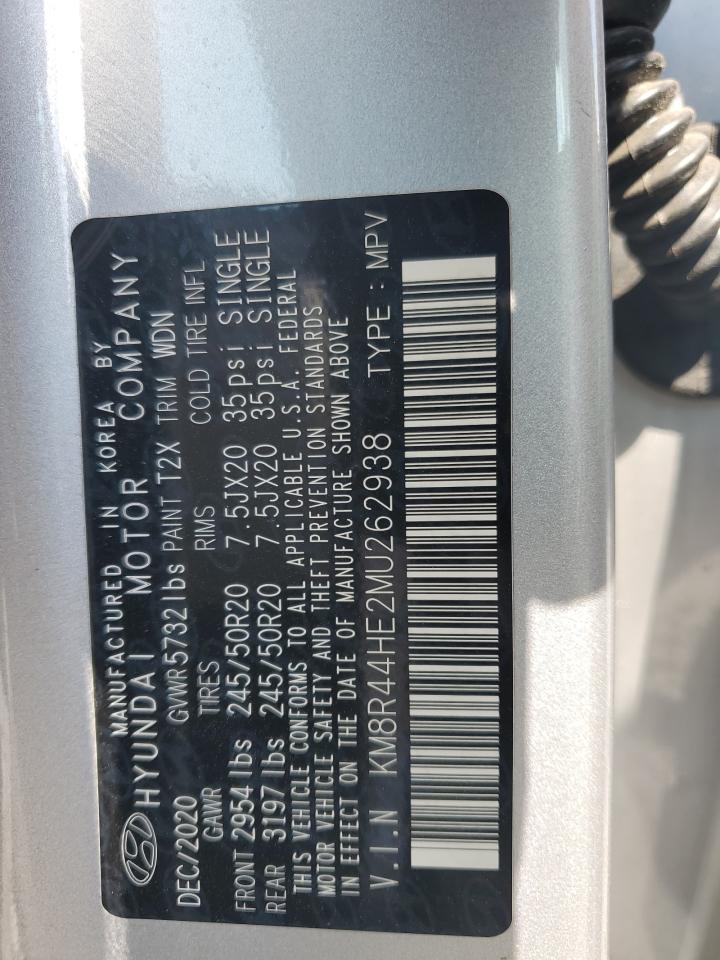 MANUFACTURED IN KOREA BY
HYUNDAI MOTOR COMPANY
DEC/2020 GVWR 5732 lbs PAINT T2X TRIM WDN
GAWR TIRES RIMS COLD TIRE INFL
FRONT 2954 lbs 245/50R20 7.5JX20 35psi SINGLE
REAR 3197 lbs 245/50R20 7.5JX20 35psi SINGLE
THIS VEHICLE CONFORMS TO ALL APPLICABLE U.S.A. FEDERAL
MOTOR VEHICLE SAFETY AND THEFT PREVENTION STANDARDS
IN EFFECT ON THE DATE OF MANUFACTURE SHOWN ABOVE
V.I.N KM8R44HE2MU262938 TYPE : MPV